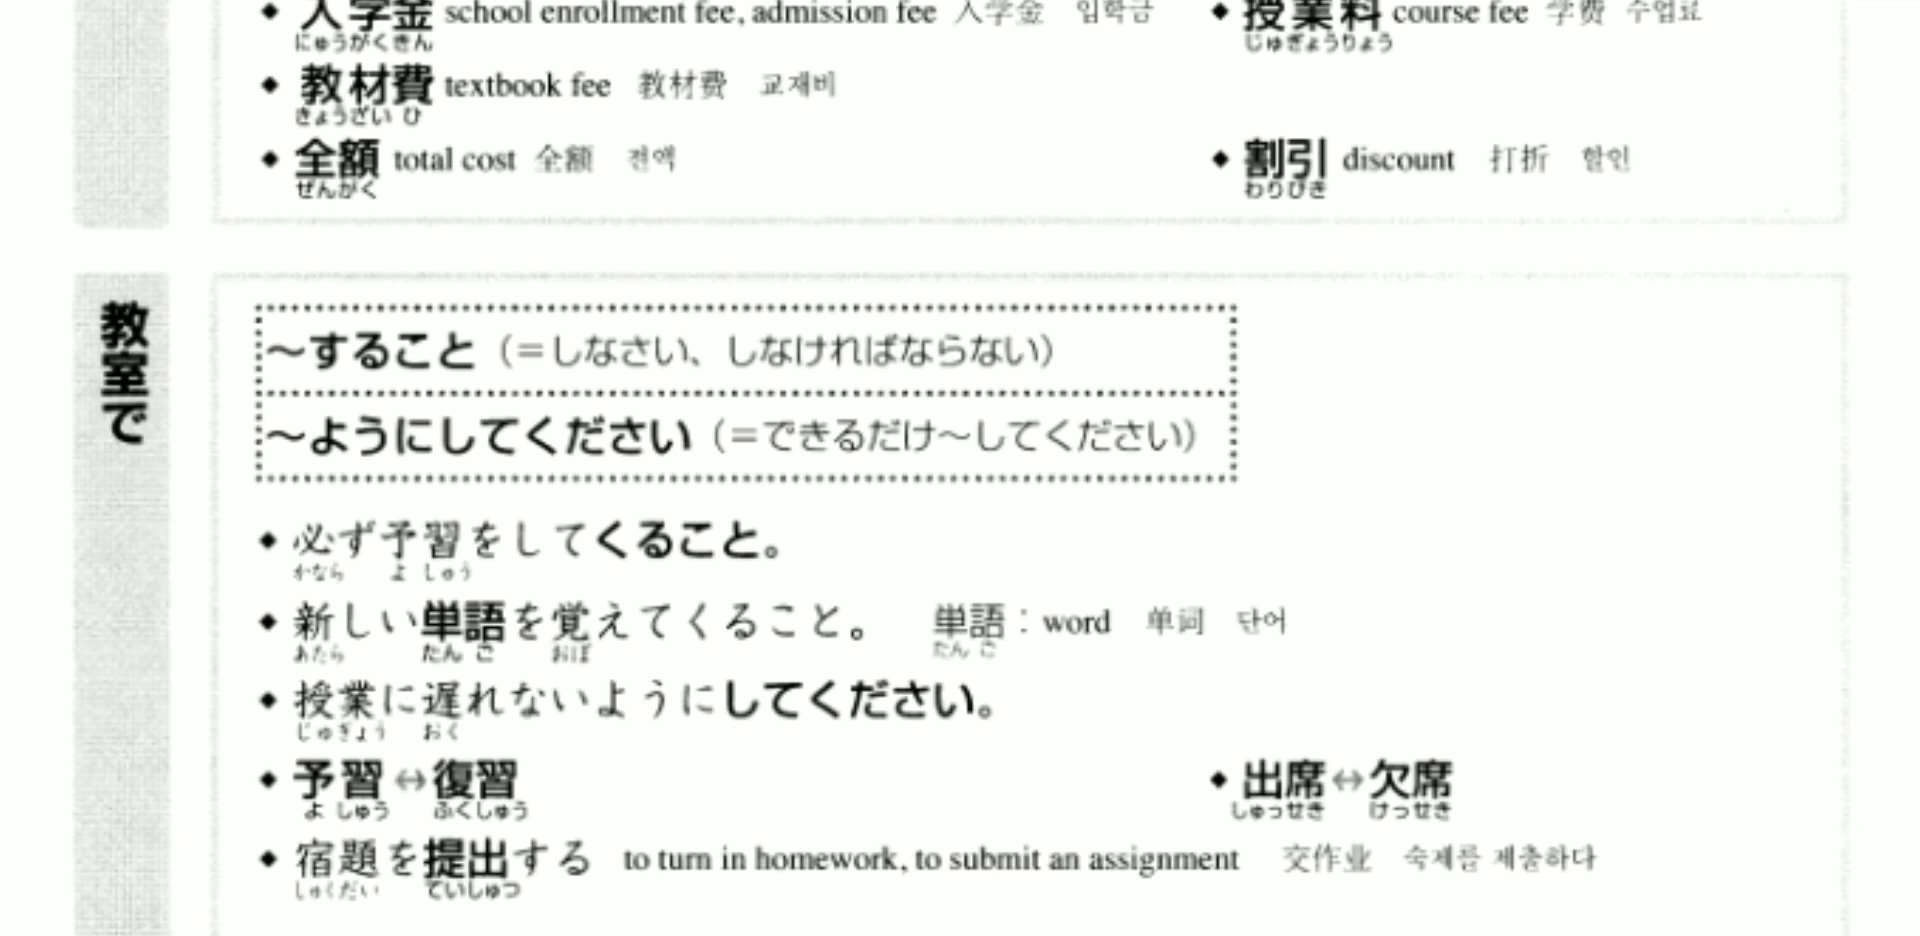 ◆ 入学金 school enrollment fee, admission fee 入学金 입학금 ◆ 授業料 course fee 学费 수업료
にゅうがくきん じゅぎょうりょう
◆ 教材費 textbook fee 教材费 교재비
きょうざい ひ
◆ 全額 total cost 全额 전액 ◆ 割引 discount 打折 할인
ぜんがく わりびき
教室で
～すること（＝しなさい、しなければならない）
～ようにしてください（＝できるだけ～してください）
◆ 必ず予習をしてくること。
かなら よ しゅう
◆ 新しい単語を覚えてくること。 単語：word 单词 단어
あたら たん ご おぼ たん ご
◆ 授業に遅れないようにしてください。
じゅぎょう おく
◆ 予習⇔復習 ◆ 出席⇔欠席
よ しゅう ふくしゅう しゅっせき けっせき
◆ 宿題を提出する to turn in homework, to submit an assignment 交作业 숙제를 제출하다
しゅくだい ていしゅつ